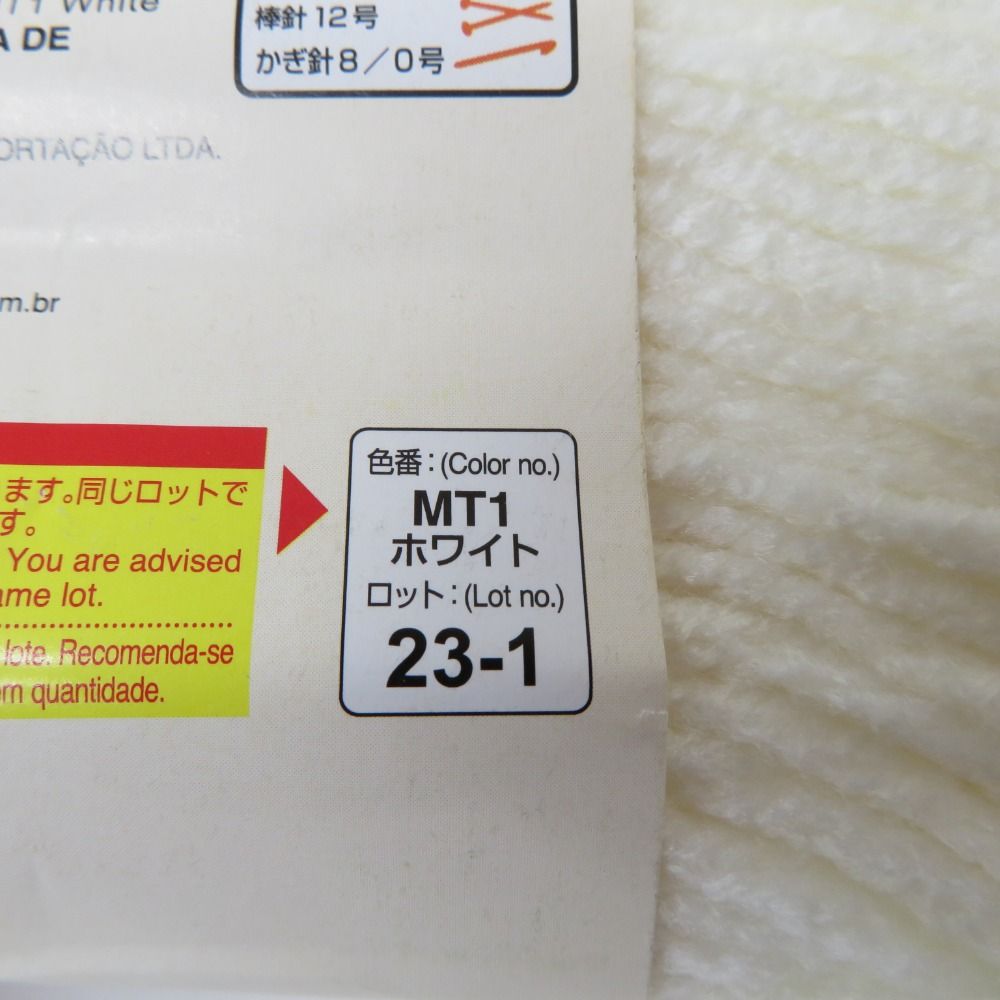 White
A DE
棒針12号
かぎ針8/0号
ORTAÇÃO LTDA.
m.br
ます。同じロットで
す。
You are advised
ame lot.
lote. Recomenda-se
em quantidade.
色番:(Color no.)
MT1
ホワイト
ロット:(Lot no.)
23-1